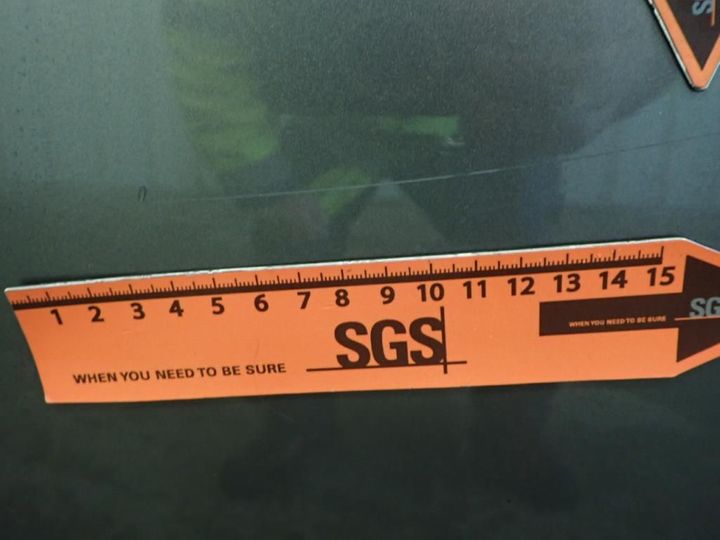 1 2 3 4 5 6 7 8 9 10 11 12 13 14 15
SGS
WHEN YOU NEED TO BE SURE
WHEN YOU NEED TO BE SURE